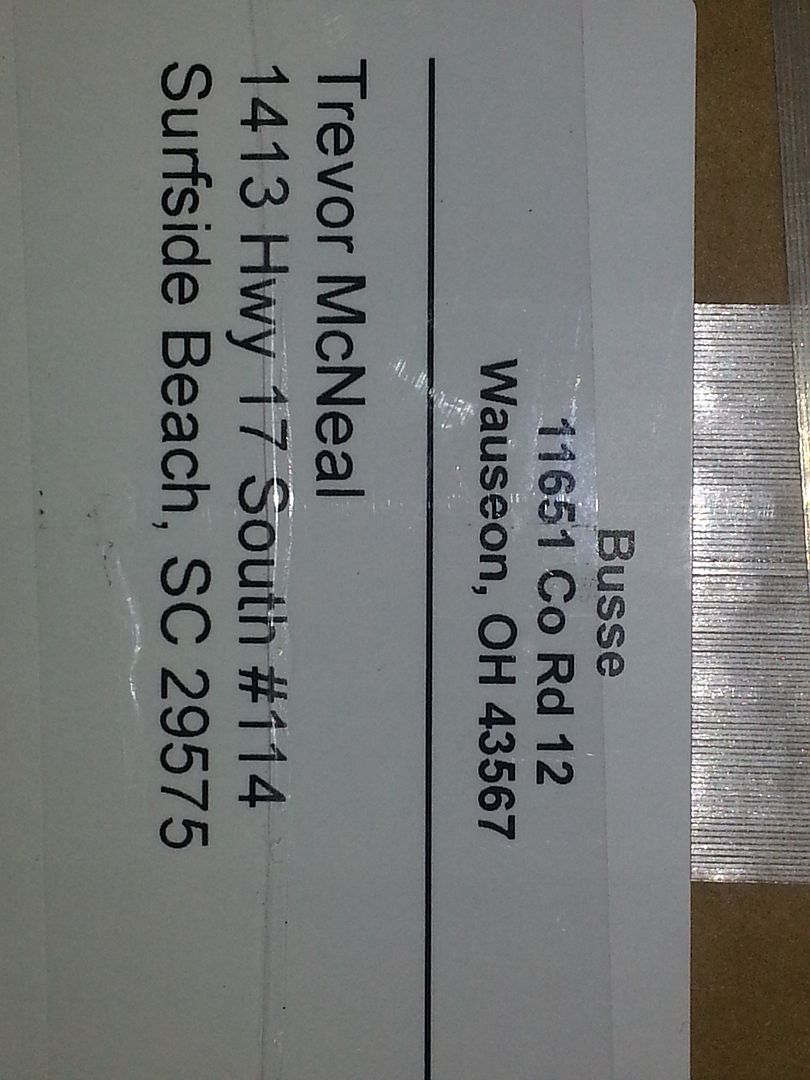 Busse
11651 Co Rd 12
Wauseon, OH 43567
Trevor McNeal
1413 Hwy 17 South #114
Surfside Beach, SC 29575